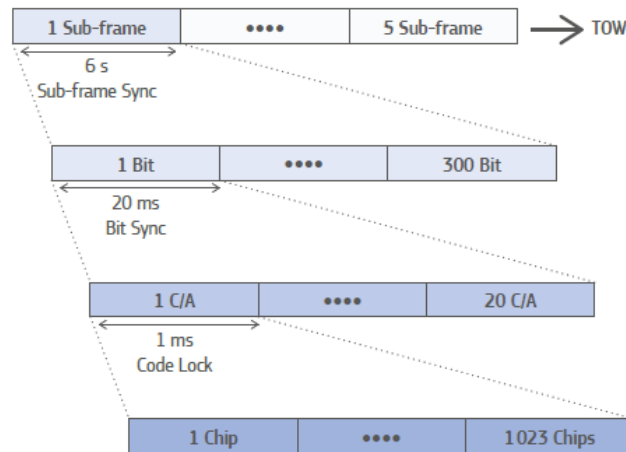 1 Sub-frame
••••
5 Sub-frame
TOW
6 s
Sub-frame Sync
1 Bit
••••
300 Bit
20 ms
Bit Sync
1 C/A
••••
20 C/A
1 ms
Code Lock
1 Chip
••••
1023 Chips